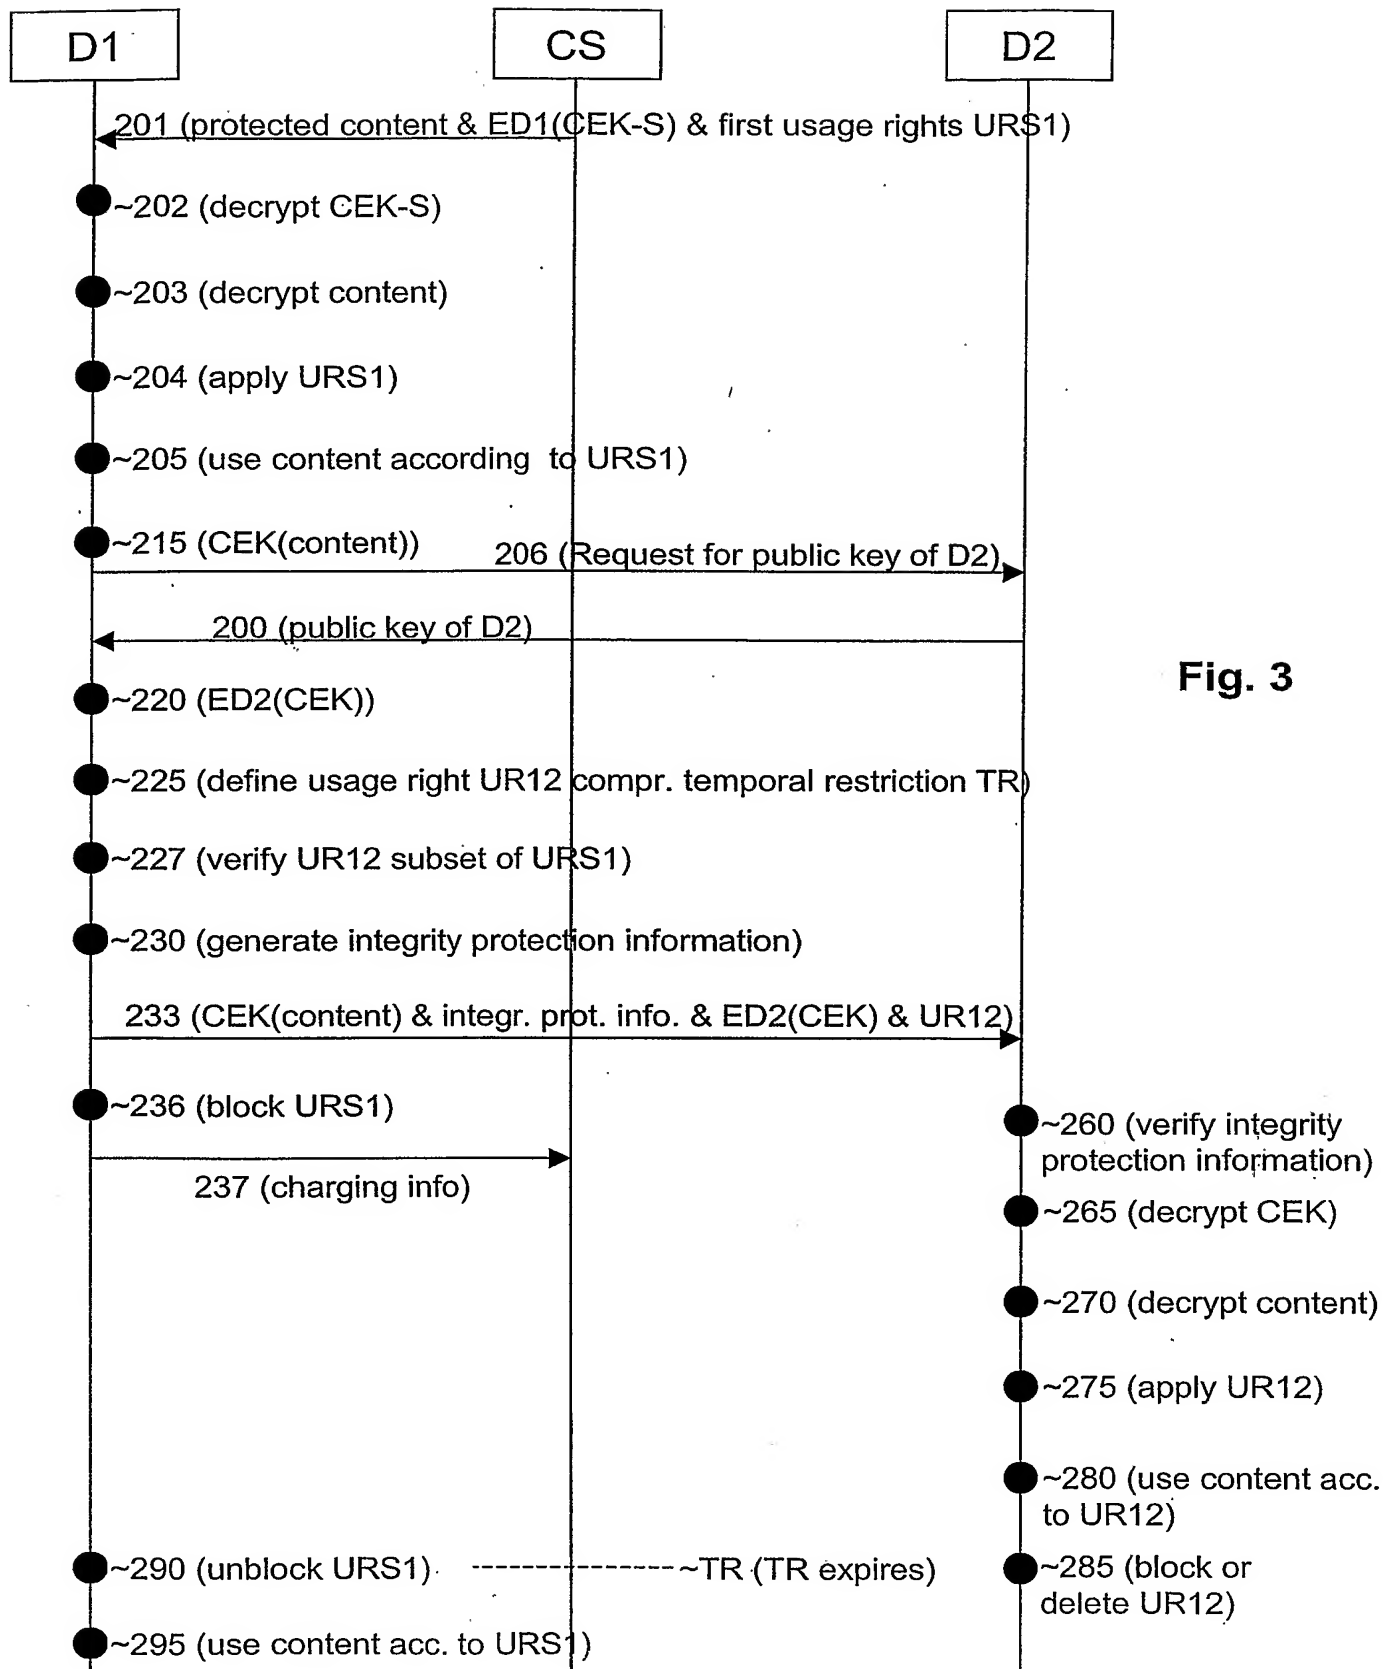 D1
CS
D2
201 (protected content & ED1(CEK-S) & first usage rights URS1)
~202 (decrypt CEK-S)
~203 (decrypt content)
~204 (apply URS1)
~205 (use content according to URS1)
~215 (CEK(content))
206 (Request for public key of D2)
200 (public key of D2)
Fig. 3
~220 (ED2(CEK))
~225 (define usage right UR12 compr. temporal restriction TR)
~227 (verify UR12 subset of URS1)
~230 (generate integrity protection information)
233 (CEK(content) & integr. prot. info. & ED2(CEK) & UR12)
~236 (block URS1)
~260 (verify integrity
protection information)
237 (charging info)
~265 (decrypt CEK)
~270 (decrypt content)
~275 (apply UR12)
~280 (use content acc.
to UR12)
~290 (unblock URS1)
~TR (TR expires)
~285 (block or
delete UR12)
~295 (use content acc. to URS1)